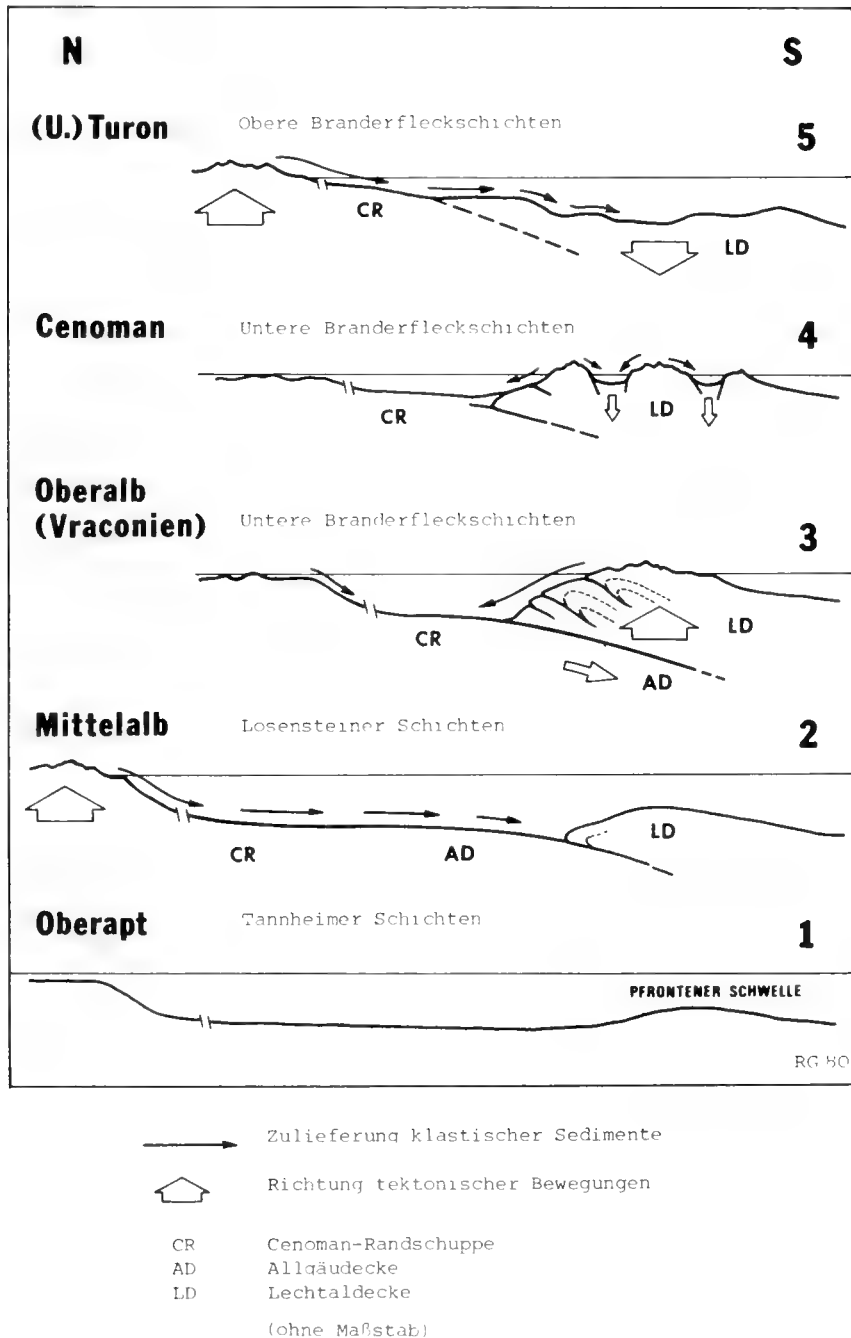 N S
(U.) Turon Obere Branderfleckschichten 5
CR LD
Cenoman Untere Branderfleckschichten 4
CR LD
Oberalb
(Vraconien) Untere Branderfleckschichten 3
CR LD
AD
Mittelalb Losensteiner Schichten 2
CR AD LD
Oberapt Tannheimer Schichten 1
PFRONTENER SCHWELLE
RG 80
Zulieferung klastischer Sedimente
Richtung tektonischer Bewegungen
CR Cenoman-Randschuppe
AD Allgäudecke
LD Lechtaldecke
(ohne Maßstab)